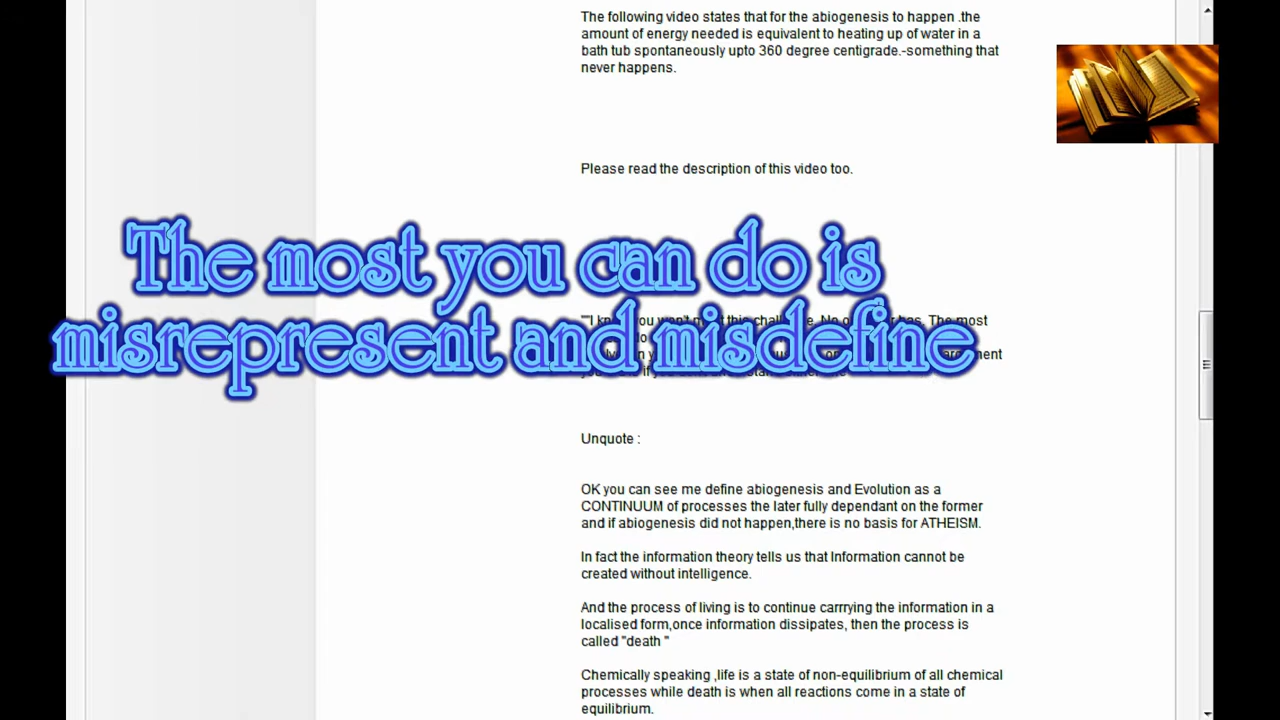 The following video states that for the abiogenesis to happen .the
amount of energy needed is equivalent to heating up of water in a
bath tub spontaneously upto 360 degree centigrade.-something that
never happens.
Please read the description of this video too.
The most you can do is
misrepresent and misdefine
The most
Unquote :
OK you can see me define abiogenesis and Evolution as a
CONTINUUM of processes the later fully dependant on the former
and if abiogenesis did not happen,there is no basis for ATHEISM.
In fact the information theory tells us that Information cannot be
created without intelligence.
And the process of living is to continue carrrying the information in a
localised form,once information dissipates, then the process is
called "death "
Chemically speaking ,life is a state of non-equilibrium of all chemical
processes while death is when all reactions come in a state of
equilibrium.